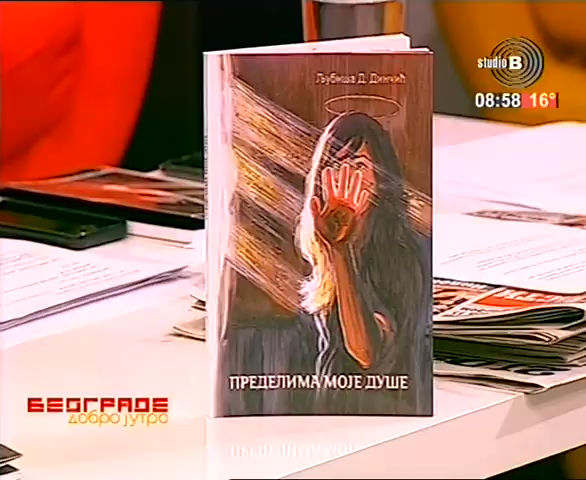 Љубиша Д. Динчић
studio B
08:58 16°
ПРЕДЕЛИМА МОЈЕ ДУШЕ
БЕОГРАДЕ
добро јутро